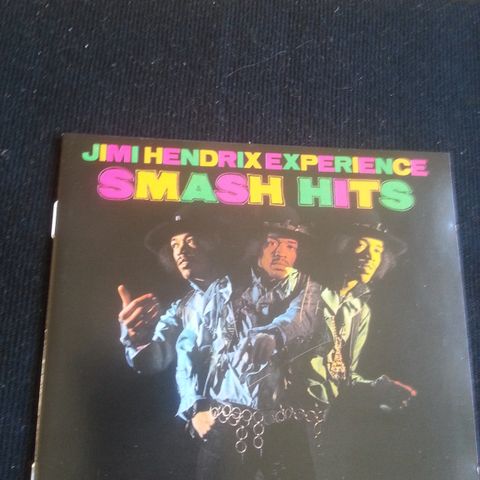 JIMI HENDRIX EXPERIENCE
SMASH HITS